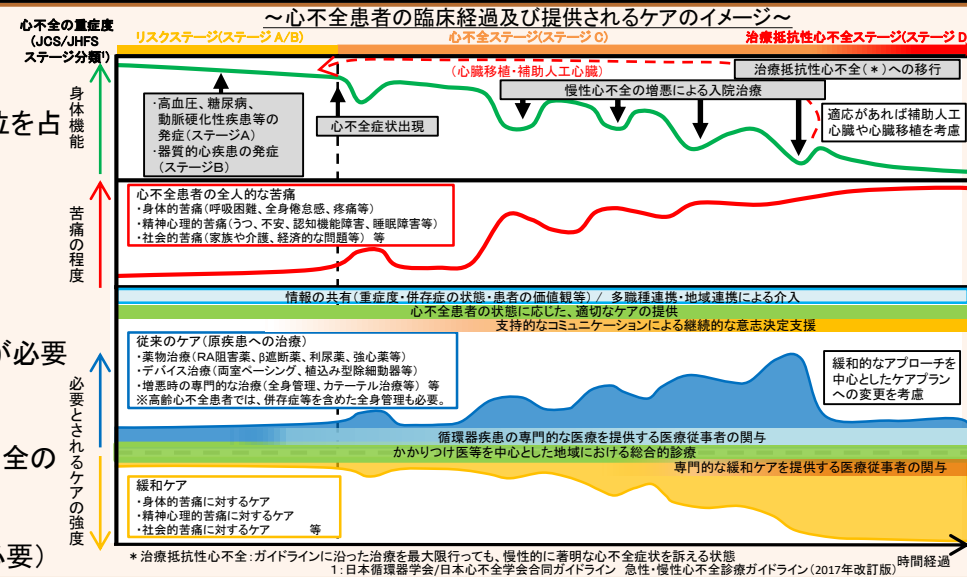 ～心不全患者の臨床経過及び提供されるケアのイメージ～
心不全の重症度
(JCS/JHFS
ステージ分類¹)
リスクステージ(ステージ A/B)
心不全ステージ(ステージ C)
治療抵抗性心不全ステージ(ステージ D
(心臓移植・補助人工心臓)
治療抵抗性心不全(＊)への移行
慢性心不全の増悪による入院治療
身体機能
位を占
・高血圧、糖尿病、
動脈硬化性疾患等の
発症(ステージA)
・器質的心疾患の発症
(ステージB)
心不全症状出現
適応があれば補助人工
心臓や心臓移植を考慮
苦痛の程度
心不全患者の全人的な苦痛
・身体的苦痛(呼吸困難、全身倦怠感、疼痛等)
・精神心理的苦痛(うつ、不安、認知機能障害、睡眠障害等)
・社会的苦痛(家族や介護、経済的な問題等) 等
情報の共有(重症度・併存症の状態・患者の価値観等) / 多職種連携・地域連携による介入
心不全患者の状態に応じた、適切なケアの提供
支持的なコミュニケーションによる継続的な意志決定支援
が必要
必要とされるケアの強度
従来のケア(原疾患への治療)
・薬物治療(RA阻害薬、β遮断薬、利尿薬、強心薬等)
・デバイス治療(両室ペーシング、植込み型除細動器等)
・増悪時の専門的な治療(全身管理、カテーテル治療等) 等
※高齢心不全患者では、併存症等を含めた全身管理も必要。
緩和的なアプローチを
中心としたケアプラン
への変更を考慮
循環器疾患の専門的な医療を提供する医療従事者の関与
かかりつけ医等を中心とした地域における総合的診療
全の
専門的な緩和ケアを提供する医療従事者の関与
緩和ケア
・身体的苦痛に対するケア
・精神心理的苦痛に対するケア
・社会的苦痛に対するケア 等
必要)
＊治療抵抗性心不全：ガイドラインに沿った治療を最大限行っても、慢性的に著明な心不全症状を訴える状態
時間経過
1：日本循環器学会/日本心不全学会合同ガイドライン 急性・慢性心不全診療ガイドライン(2017年改訂版)